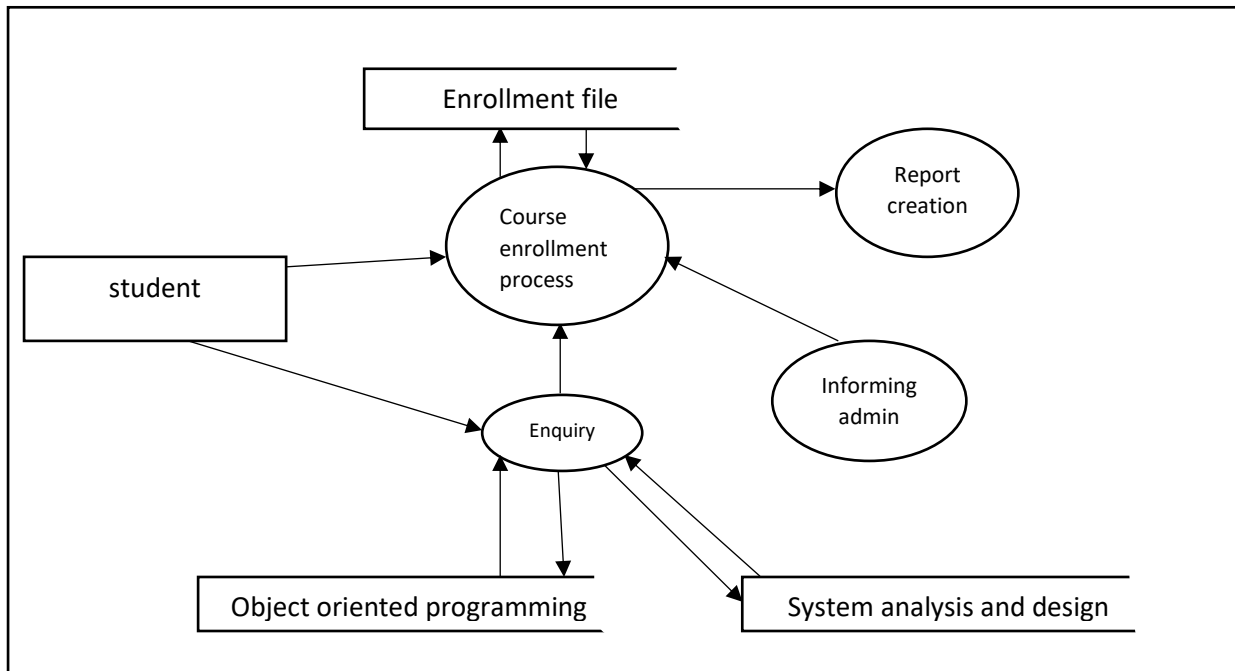 Enrollment file
Report
creation
Course
enrollment
process
student
Informing
admin
Enquiry
Object oriented programming
System analysis and design